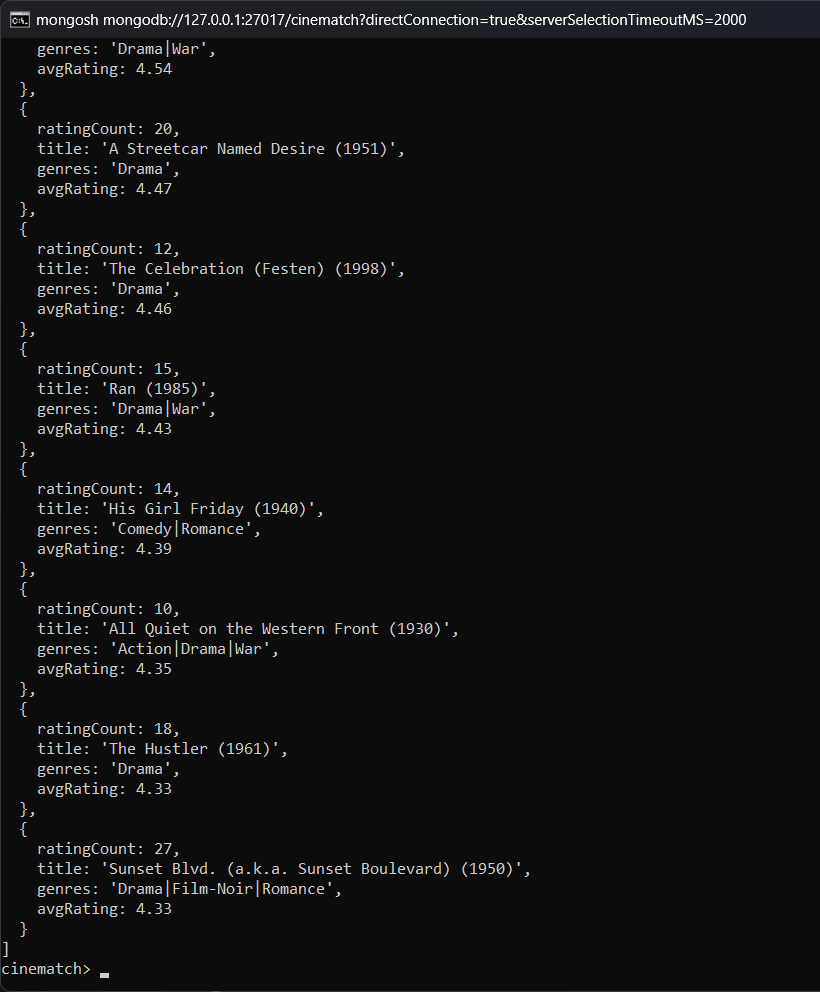 mongosh mongodb://127.0.0.1:27017/cinematch?directConnection=true&serverSelectionTimeoutMS=2000
    genres: 'Drama|War',
    avgRating: 4.54
  },
  {
    ratingCount: 20,
    title: 'A Streetcar Named Desire (1951)',
    genres: 'Drama',
    avgRating: 4.47
  },
  {
    ratingCount: 12,
    title: 'The Celebration (Festen) (1998)',
    genres: 'Drama',
    avgRating: 4.46
  },
  {
    ratingCount: 15,
    title: 'Ran (1985)',
    genres: 'Drama|War',
    avgRating: 4.43
  },
  {
    ratingCount: 14,
    title: 'His Girl Friday (1940)',
    genres: 'Comedy|Romance',
    avgRating: 4.39
  },
  {
    ratingCount: 10,
    title: 'All Quiet on the Western Front (1930)',
    genres: 'Action|Drama|War',
    avgRating: 4.35
  },
  {
    ratingCount: 18,
    title: 'The Hustler (1961)',
    genres: 'Drama',
    avgRating: 4.33
  },
  {
    ratingCount: 27,
    title: 'Sunset Blvd. (a.k.a. Sunset Boulevard) (1950)',
    genres: 'Drama|Film-Noir|Romance',
    avgRating: 4.33
  }
]
cinematch> _